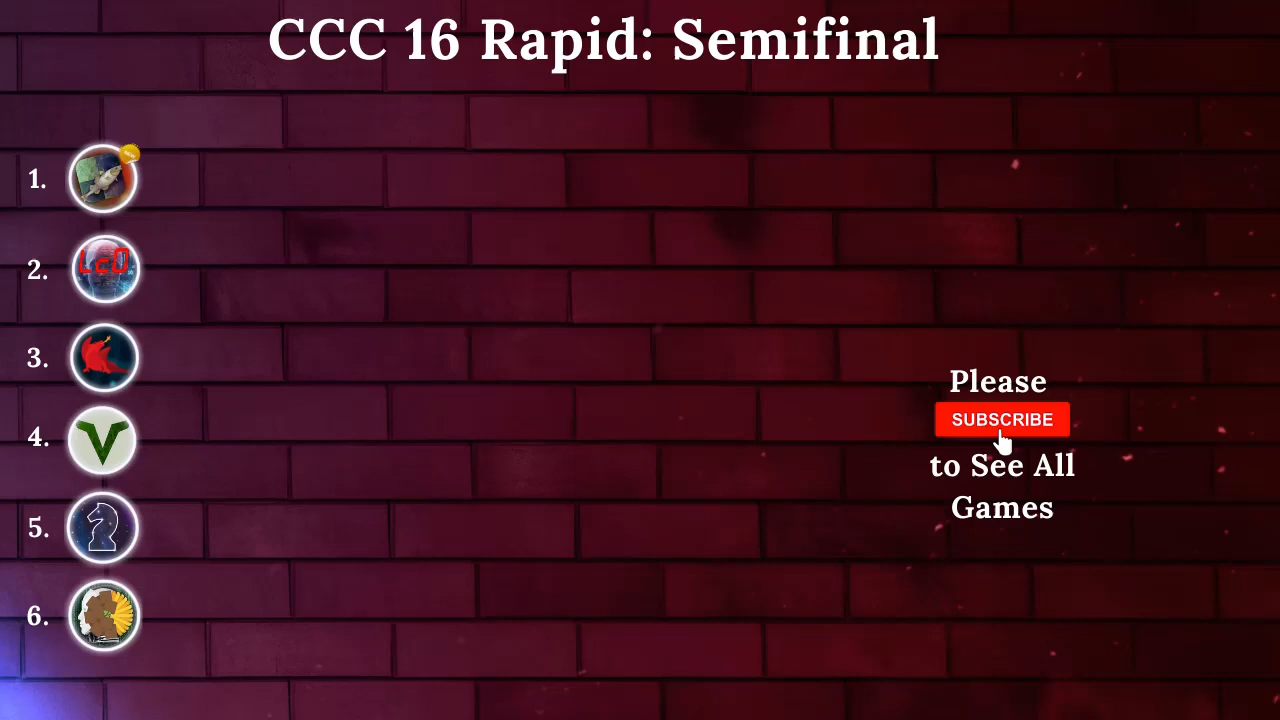 CCC 16 Rapid: Semifinal
1.
2.
Lc0
3.
4.
5.
6.
Please
SUBSCRIBE
to See All
Games